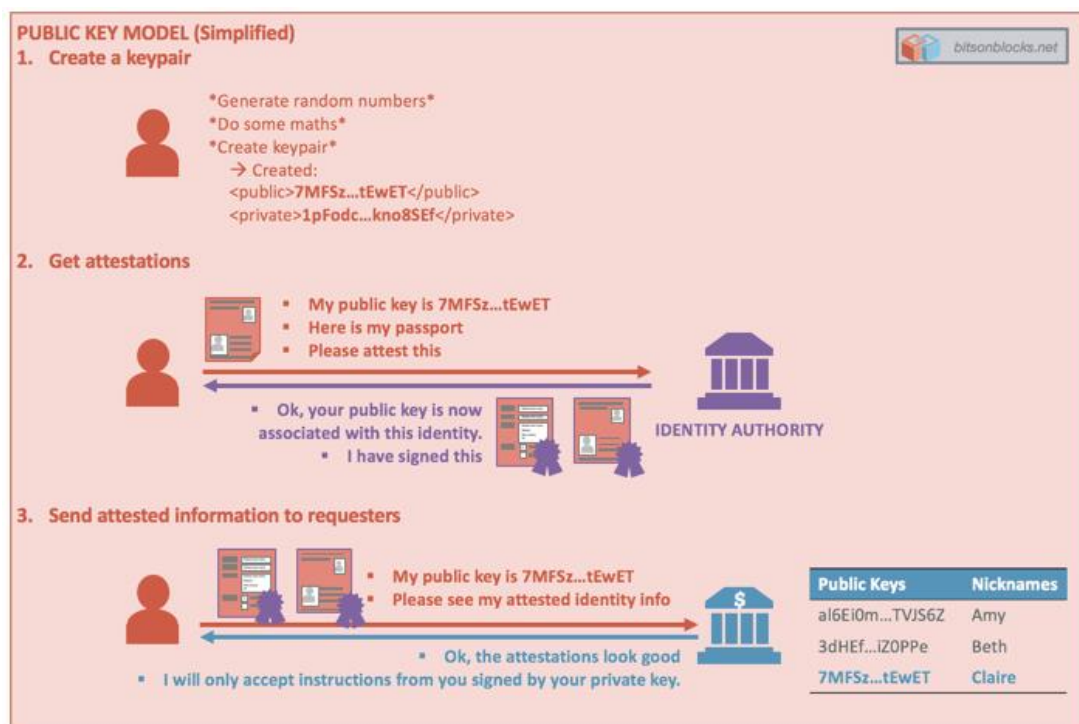 PUBLIC KEY MODEL (Simplified)
bitsonblocks.net
1. Create a keypair
*Generate random numbers*
*Do some maths*
*Create keypair*
→ Created:
<public>7MFSz...tEwET</public>
<private>1pFodc...kno8SEf</private>
2. Get attestations
▪ My public key is 7MFSz...tEwET
▪ Here is my passport
▪ Please attest this
▪ Ok, your public key is now
associated with this identity.
▪ I have signed this
IDENTITY AUTHORITY
3. Send attested information to requesters
▪ My public key is 7MFSz...tEwET
▪ Please see my attested identity info
$
▪ Ok, the attestations look good
▪ I will only accept instructions from you signed by your private key.
Public Keys Nicknames
al6Ei0m...TVJS6Z Amy
3dHEf...iZ0PPe Beth
7MFSz...tEwET Claire